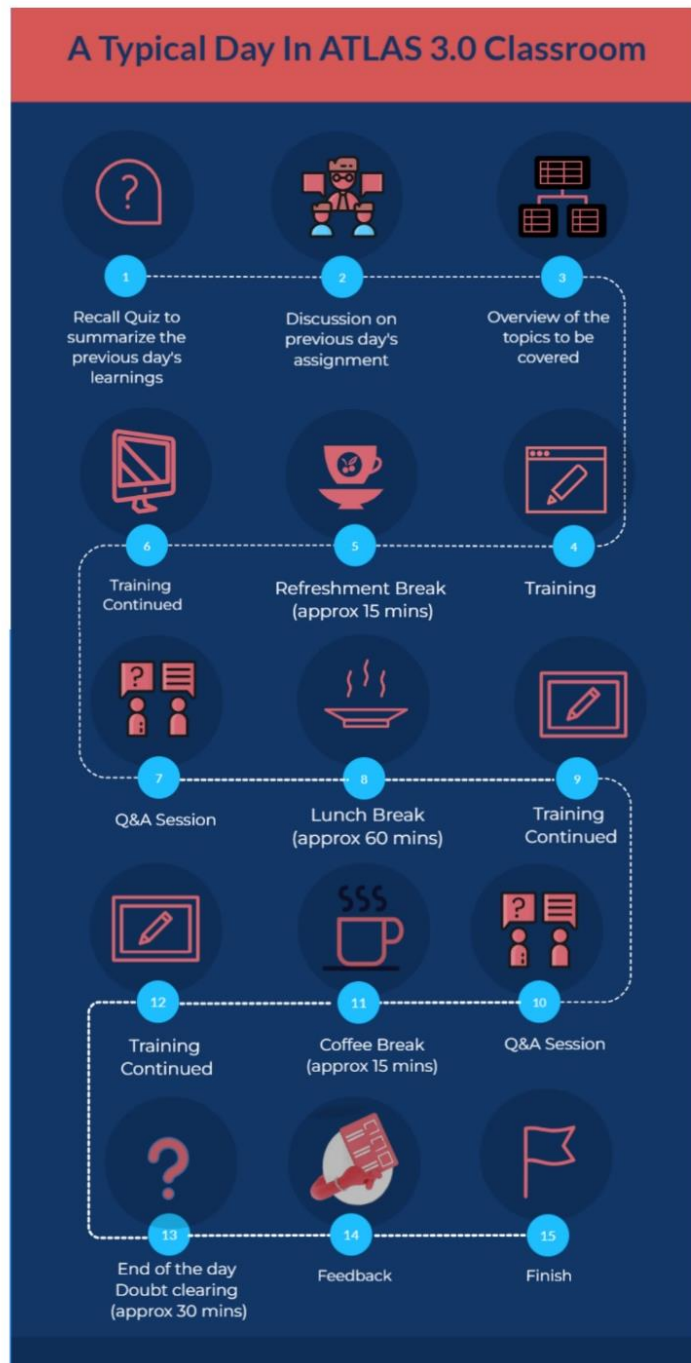 A Typical Day In ATLAS 3.0 Classroom
?
1
Recall Quiz to
summarize the
previous day's
learnings
2
Discussion on
previous day's
assignment
3
Overview of the
topics to be
covered
4
Training
5
Refreshment Break
(approx 15 mins)
6
Training
Continued
?
7
Q&A Session
8
Lunch Break
(approx 60 mins)
9
Training
Continued
?
10
Q&A Session
SSS
11
Coffee Break
(approx 15 mins)
12
Training
Continued
?
13
End of the day
Doubt clearing
(approx 30 mins)
14
Feedback
15
Finish